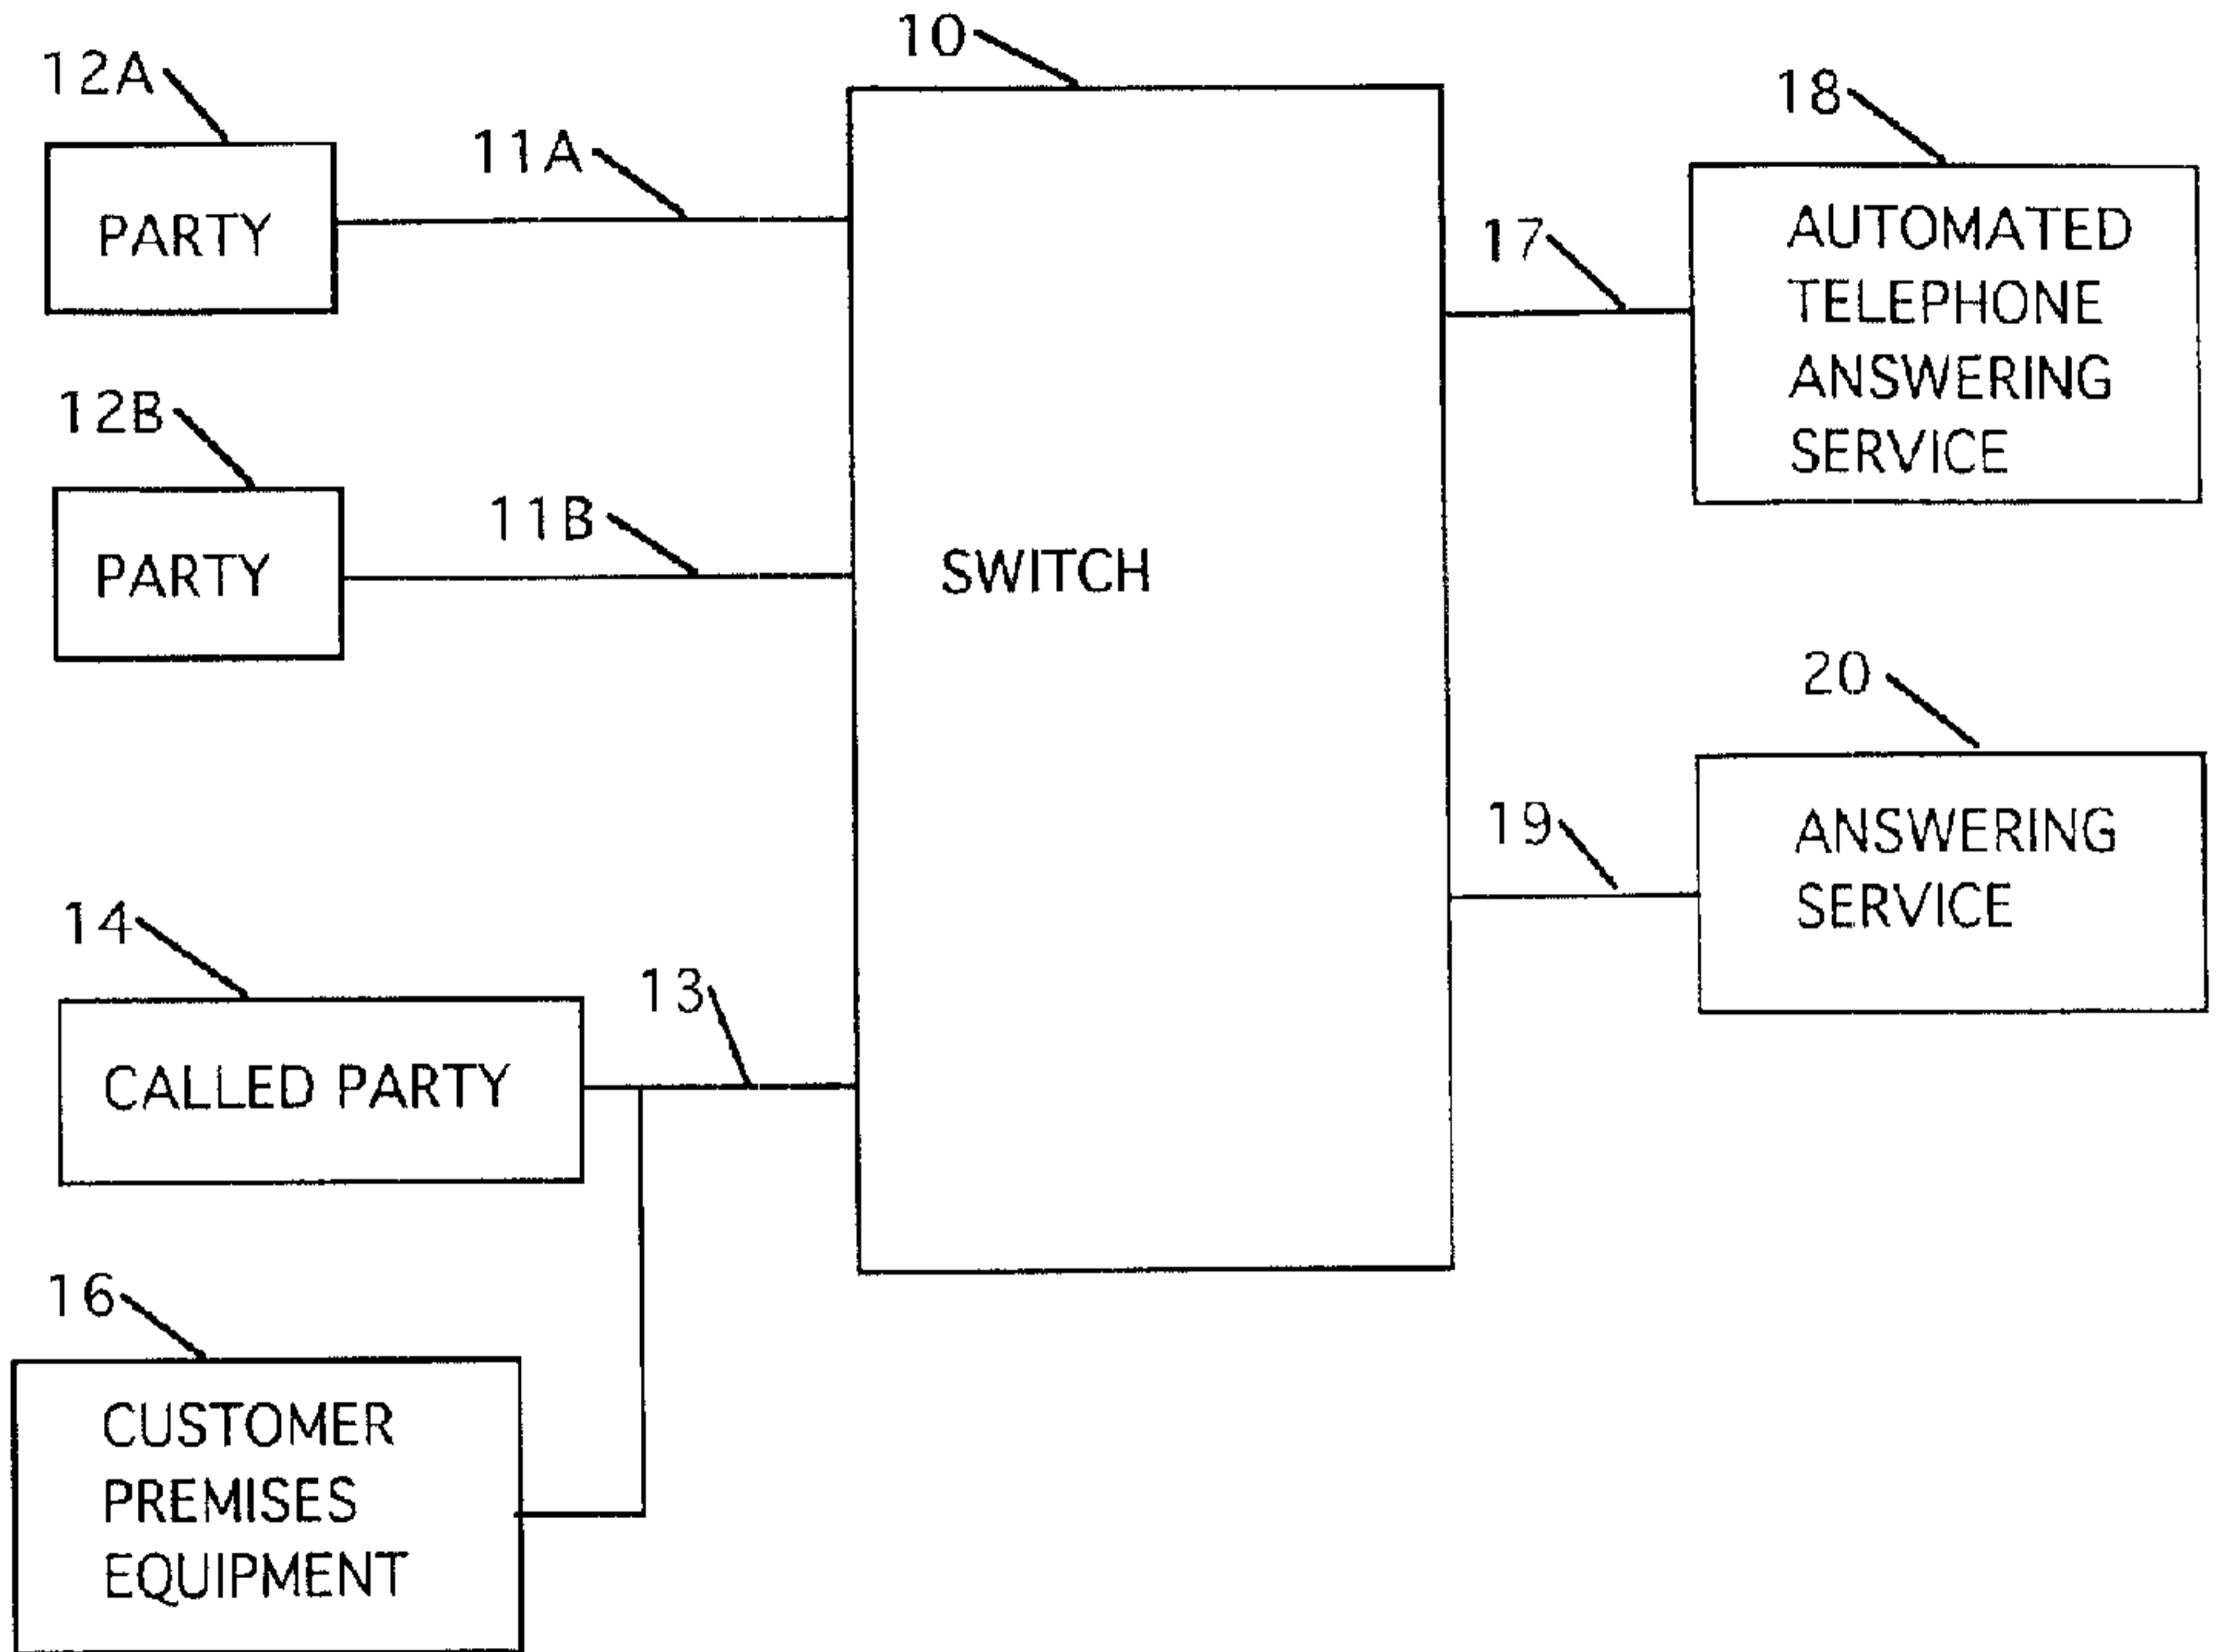 10
12A
18
11A
PARTY
17
AUTOMATED
TELEPHONE
ANSWERING
SERVICE
12B
11B
PARTY
SWITCH
20
19
ANSWERING
SERVICE
14
13
CALLED PARTY
16
CUSTOMER
PREMISES
EQUIPMENT